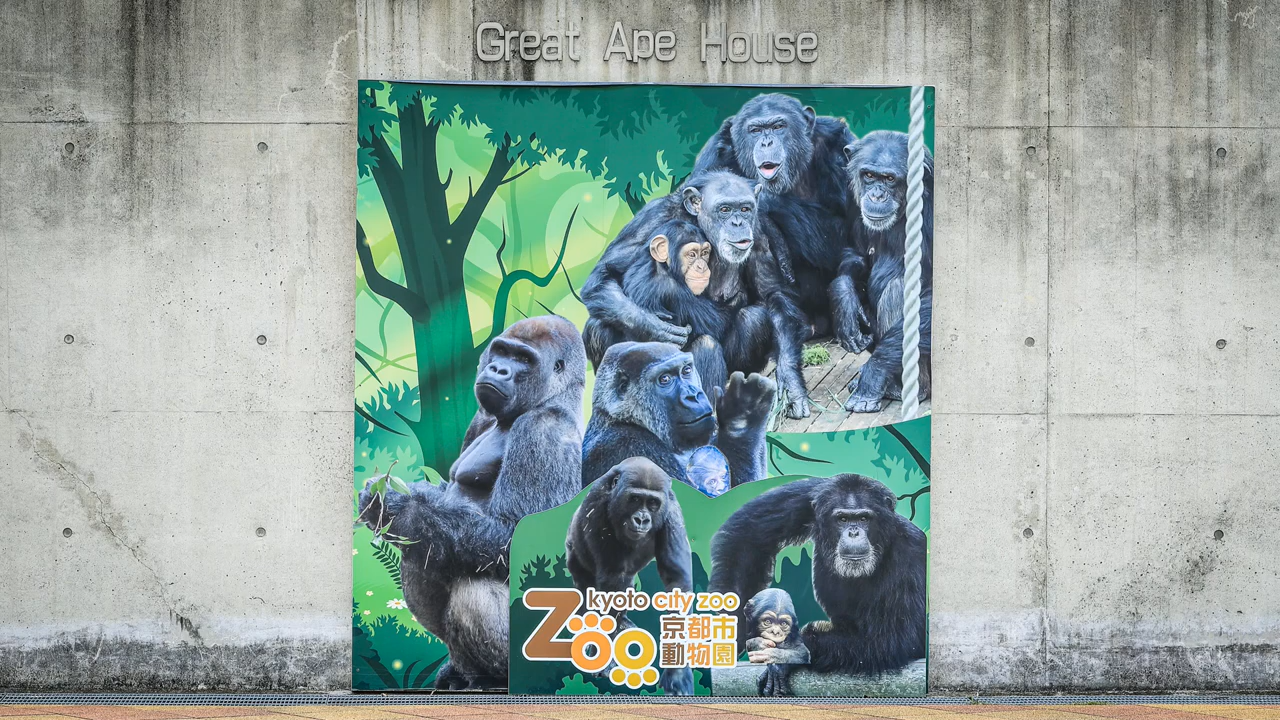 Great Ape House
kyoto city zoo
Zoo
京都市
動物園